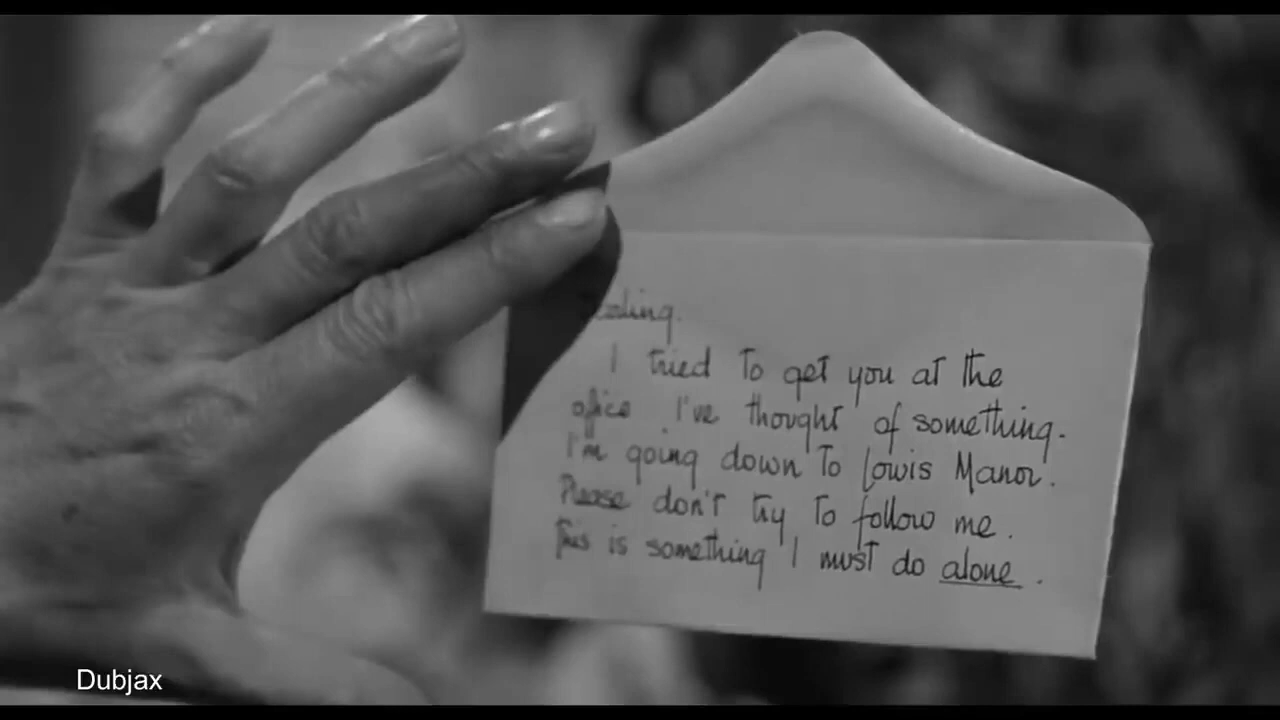 I tried to get you at the
office. I've thought of something.
I'm going down to Lowis Manor.
Please don't try to follow me.
This is something I must do alone.
Dubjax